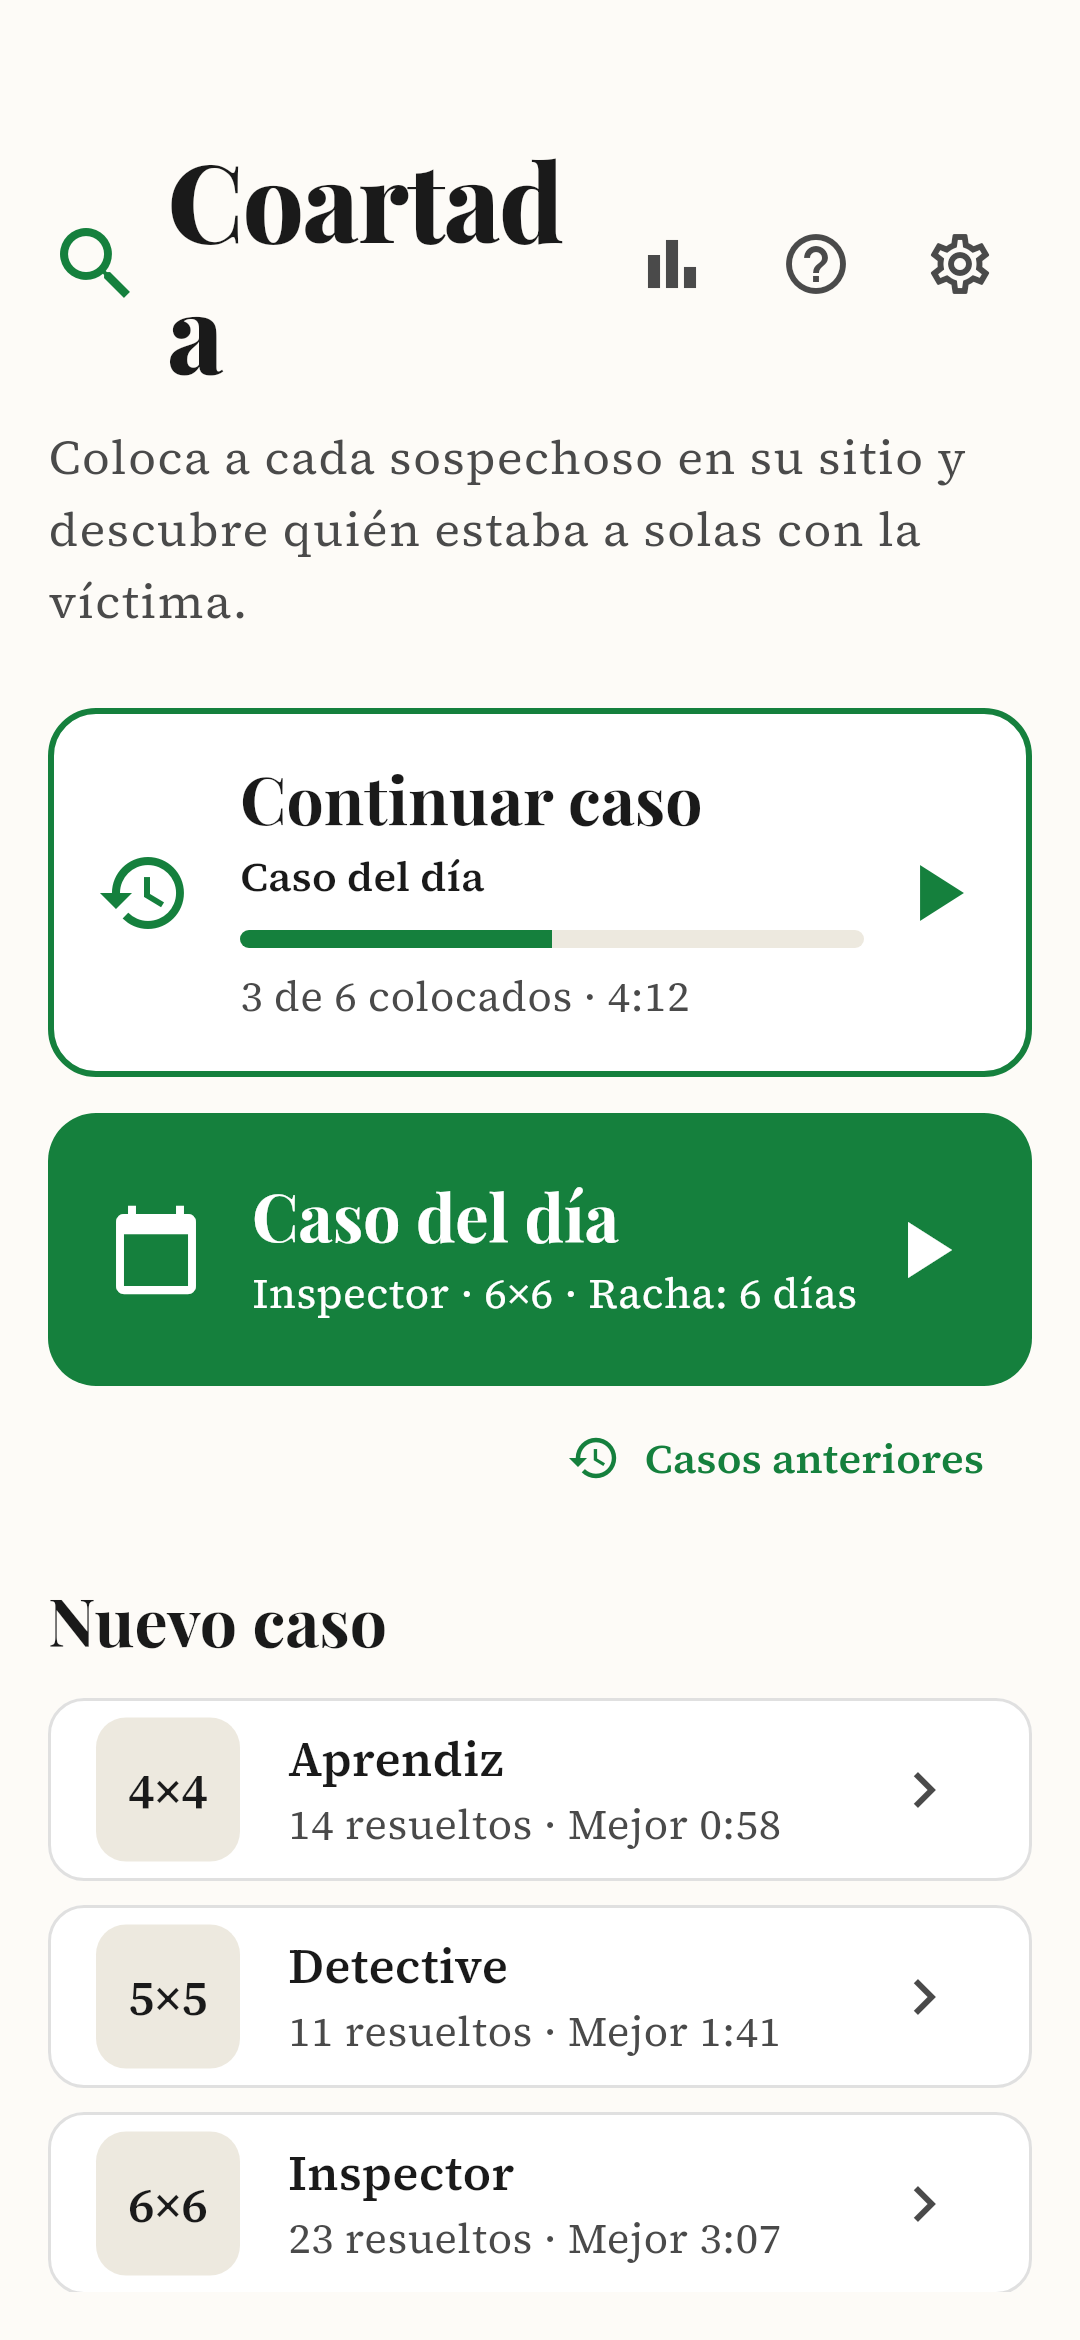 Coartad
a
Coloca a cada sospechoso en su sitio y
descubre quién estaba a solas con la
víctima.
Continuar caso
Caso del día
3 de 6 colocados · 4:12
Caso del día
Inspector · 6×6 · Racha: 6 días
Casos anteriores
Nuevo caso
4×4
Aprendiz
14 resueltos · Mejor 0:58
5×5
Detective
11 resueltos · Mejor 1:41
6×6
Inspector
23 resueltos · Mejor 3:07